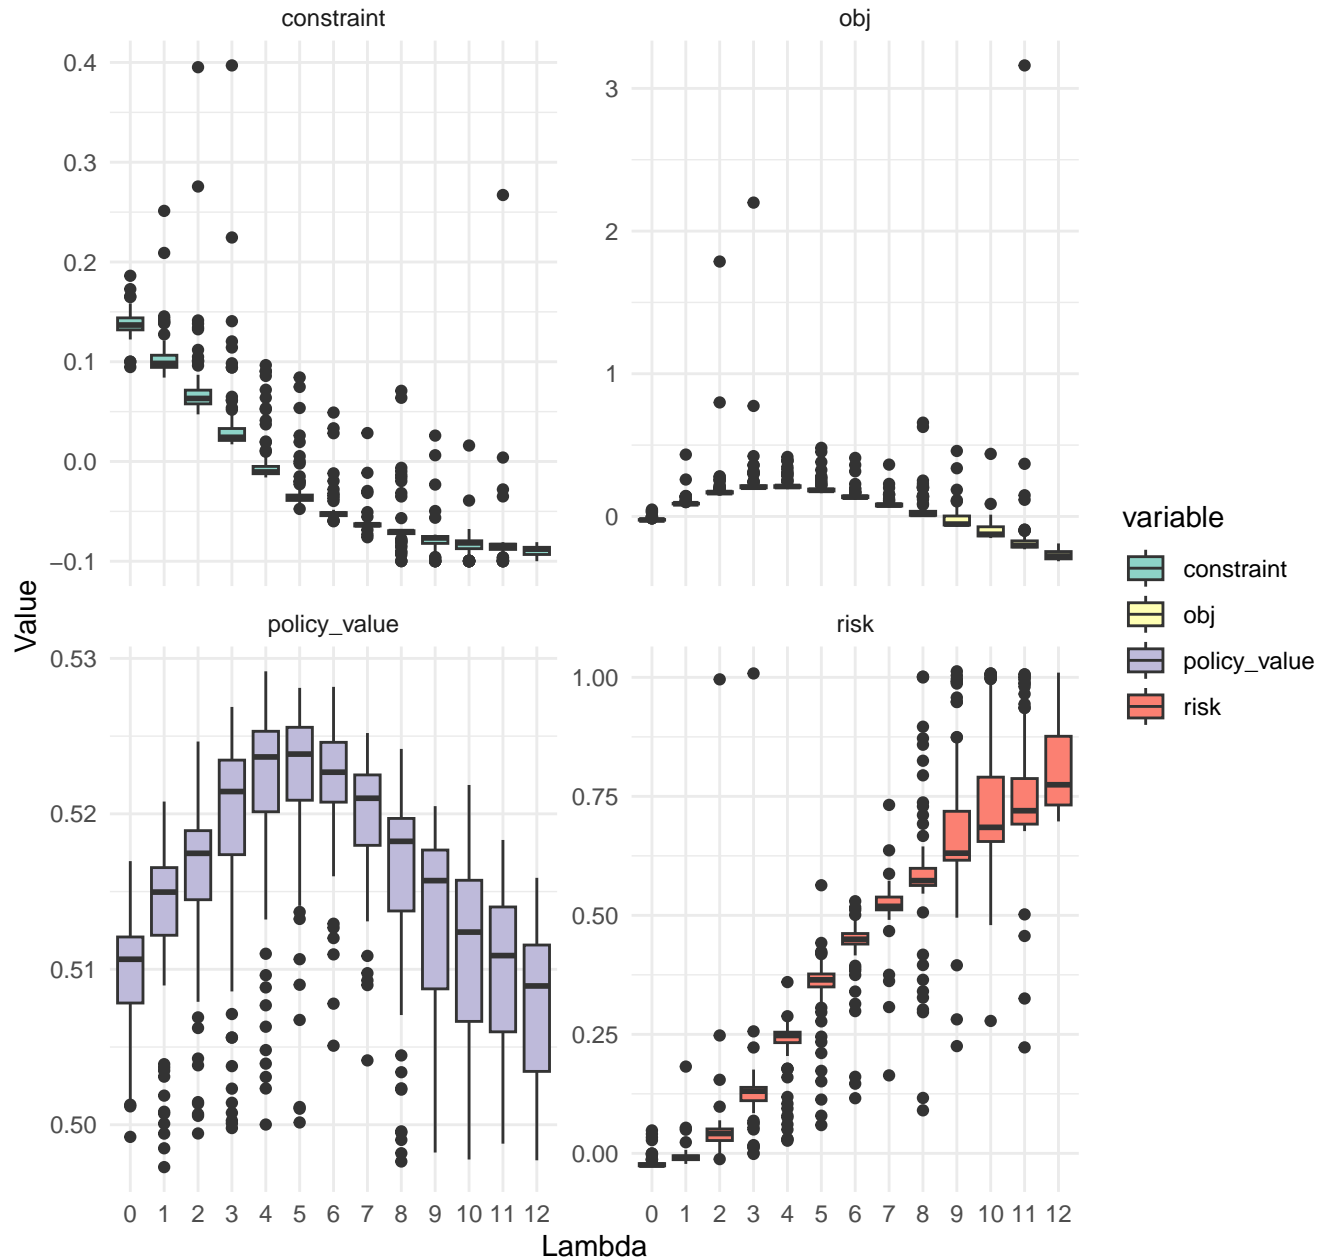 constraint
obj
0.4
0.3
0.2
0.1
0.0
−0.1
3
2
1
0
Value
policy_value
risk
0.53
0.52
0.51
0.50
1.00
0.75
0.50
0.25
0.00
0 1 2 3 4 5 6 7 8 9 10 11 12
0 1 2 3 4 5 6 7 8 9 10 11 12
Lambda
variable
constraint
obj
policy_value
risk